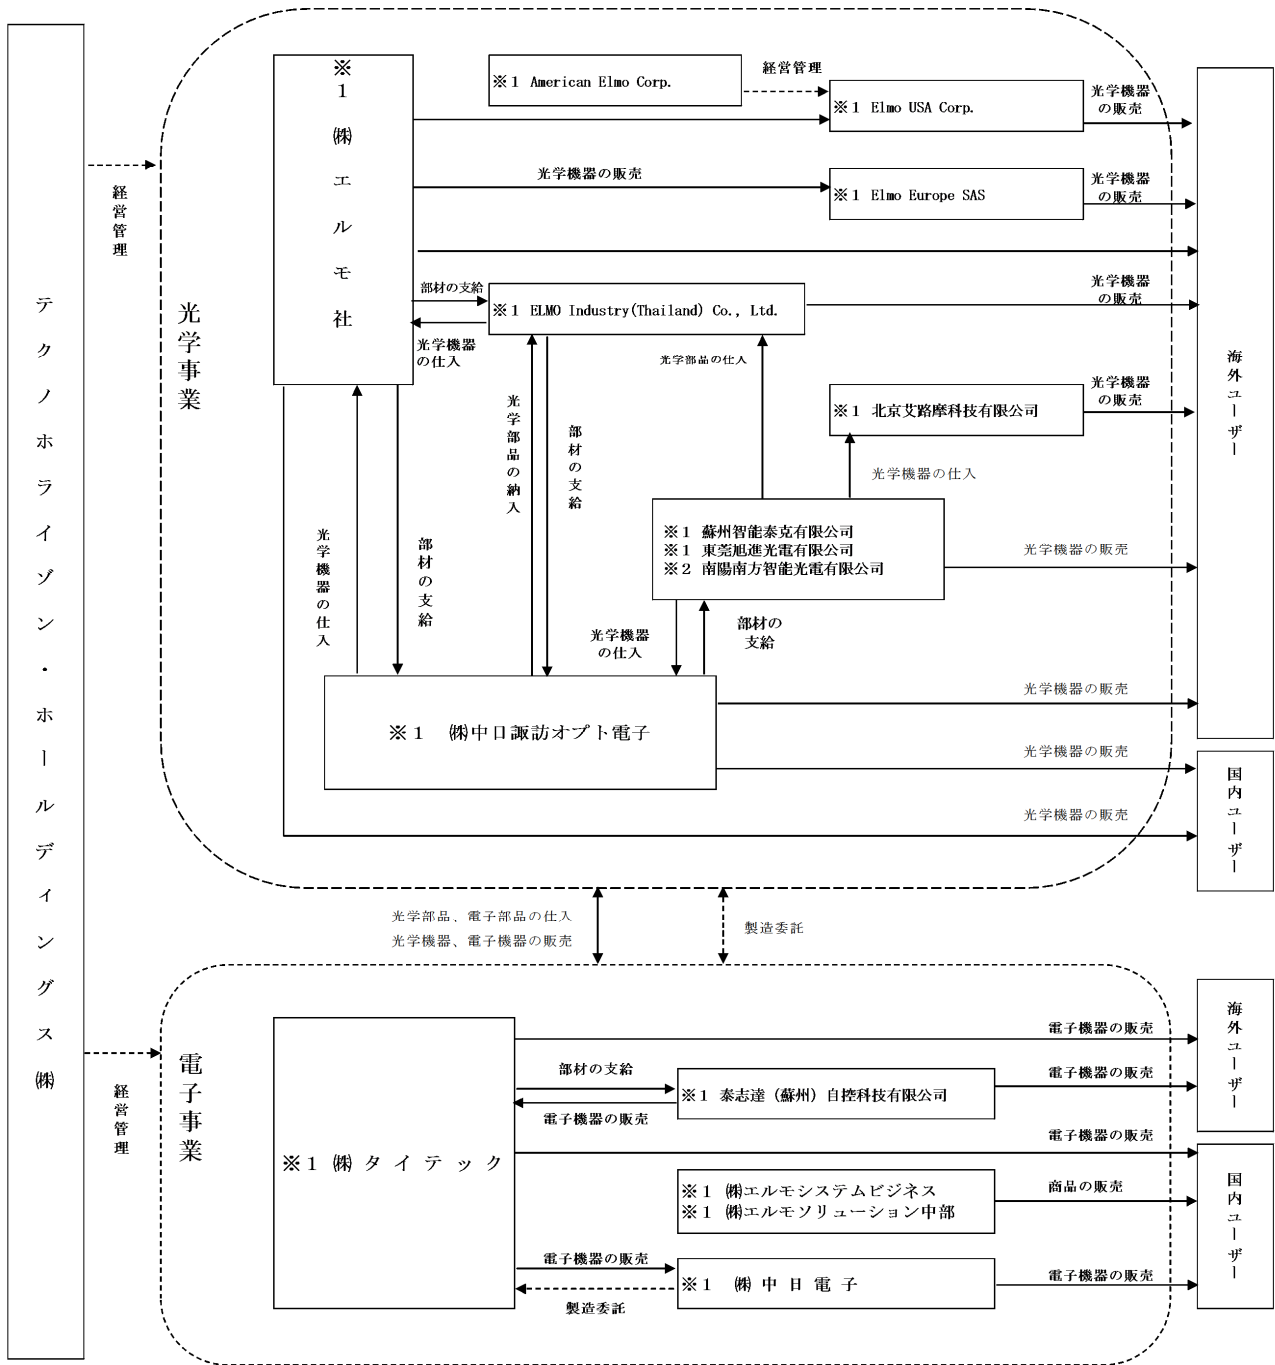 テクノホライゾン・ホールディングス㈱
経営管理
光学事業
※1 ㈱エルモ社
※1 American Elmo Corp.
経営管理
※1 Elmo USA Corp.
光学機器
の販売
光学機器の販売
※1 Elmo Europe SAS
光学機器
の販売
部材の支給
※1 ELMO Industry(Thailand) Co., Ltd.
光学機器
の販売
光学機器
の仕入
光学部品の仕入
※1 北京艾路摩科技有限公司
光学機器
の販売
海外ユーザー
光学部品の納入
部材の支給
光学機器の仕入
※1 蘇州智能泰克有限公司
※1 東莞旭進光電有限公司
※2 南陽南方智能光電有限公司
光学機器の販売
光学機器の仕入
部材の支給
光学機器
の仕入
部材の
支給
※1 ㈱中日諏訪オプト電子
光学機器の販売
光学機器の販売
光学機器の販売
国内ユーザー
光学部品、電子部品の仕入
光学機器、電子機器の販売
製造委託
経営管理
電子事業
※1 ㈱タイテック
電子機器の販売
部材の支給
※1 泰志達（蘇州）自控科技有限公司
電子機器の販売
電子機器の販売
海外ユーザー
電子機器の販売
※1 ㈱エルモシステムビジネス
※1 ㈱エルモソリューション中部
商品の販売
国内ユーザー
電子機器の販売
※1 ㈱中日電子
電子機器の販売
製造委託